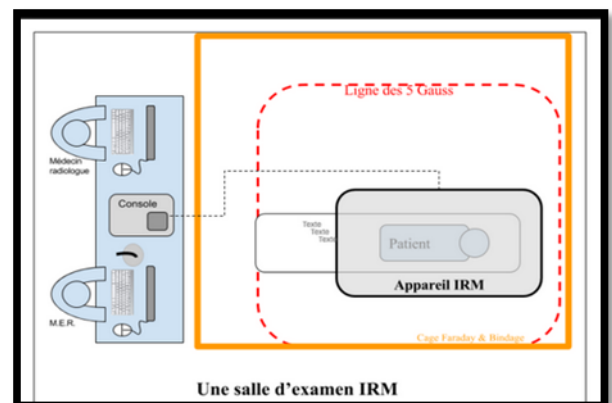 Ligne des 5 Gauss
Médecin
radiologue
Console
Texte
Texte
Texte
Patient
Appareil IRM
M.E.R.
Cage Faraday & Bindage
Une salle d'examen IRM